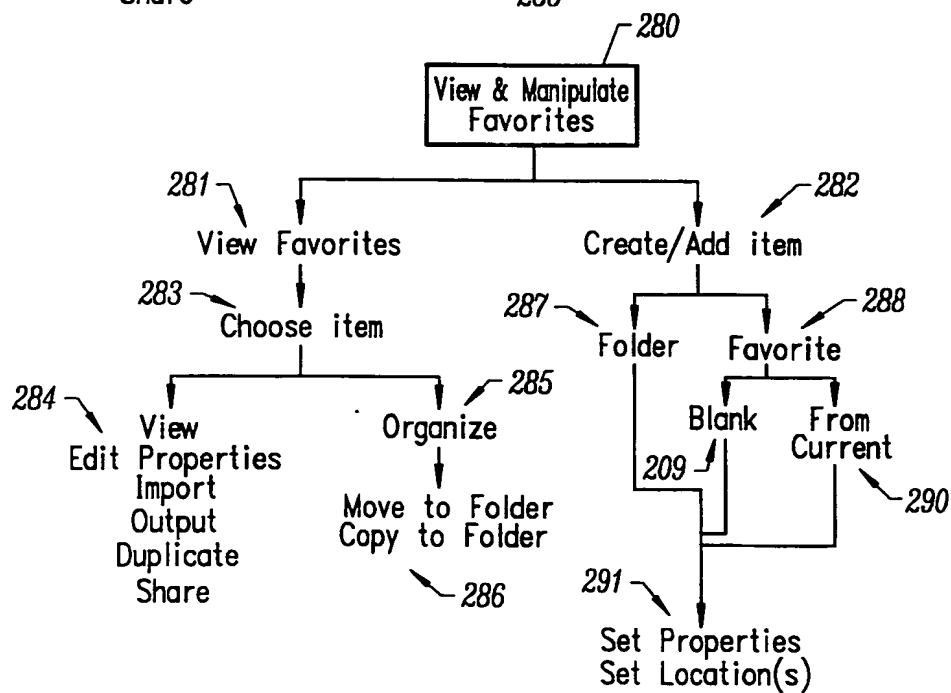 280
View & Manipulate
Favorites
281
282
View Favorites
Create/Add item
283
287
288
Choose item
Folder
Favorite
284
285
View
Edit Properties
Import
Output
Duplicate
Share
Organize
Blank
From
Current
209
290
Move to Folder
Copy to Folder
286
291
Set Properties
Set Location(s)